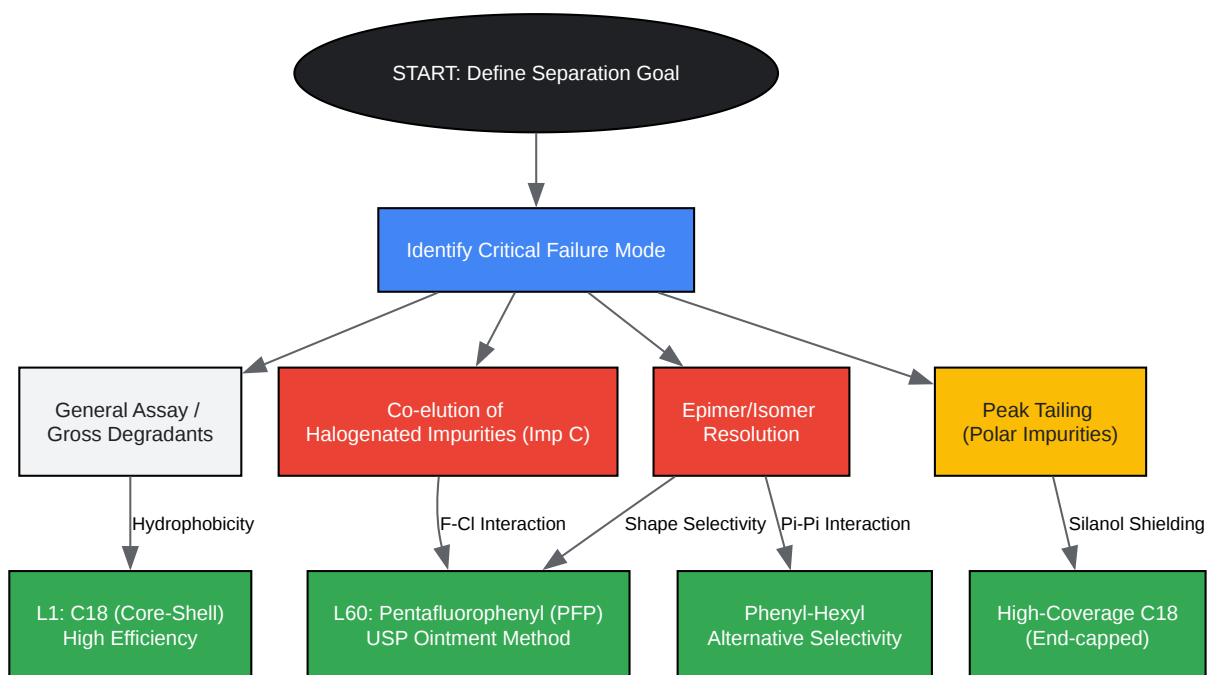 START: Define Separation Goal
Identify Critical Failure Mode
General Assay /
Gross Degradants
Co-elution of
Halogenated Impurities (Imp C)
Epimer/Isomer
Resolution
Peak Tailing
(Polar Impurities)
Hydrophobicity
F-Cl Interaction
Shape Selectivity
Pi-Pi Interaction
Silanol Shielding
L1: C18 (Core-Shell)
High Efficiency
L60: Pentafluorophenyl (PFP)
USP Ointment Method
Phenyl-Hexyl
Alternative Selectivity
High-Coverage C18
(End-capped)